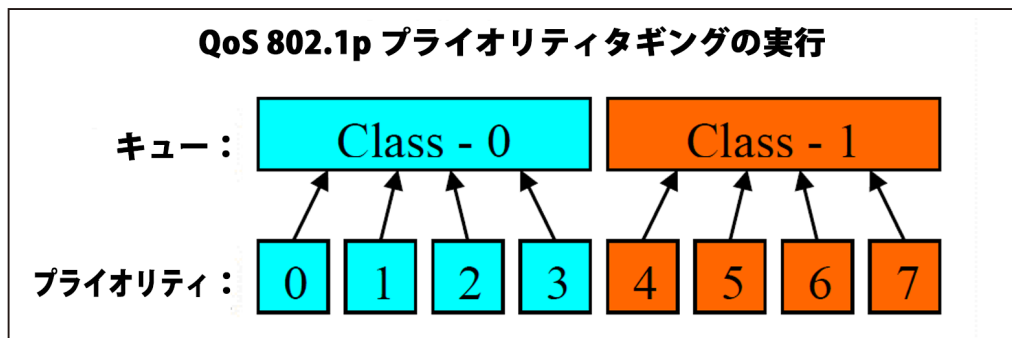 QoS 802.1p プライオリティタギングの実行
キュー： Class - 0 Class - 1
プライオリティ： 0 1 2 3 4 5 6 7